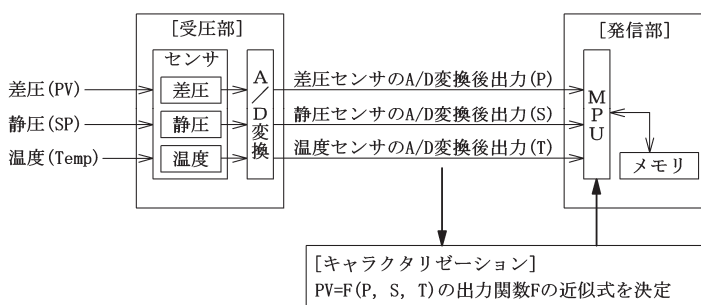 [受圧部]
センサ
差圧(PV)
静圧(SP)
温度(Temp)
差圧
静圧
温度
A/D変換
差圧センサのA/D変換後出力(P)
静圧センサのA/D変換後出力(S)
温度センサのA/D変換後出力(T)
[発信部]
MPU
メモリ
[キャラクタリゼーション]
PV=F(P, S, T)の出力関数Fの近似式を決定